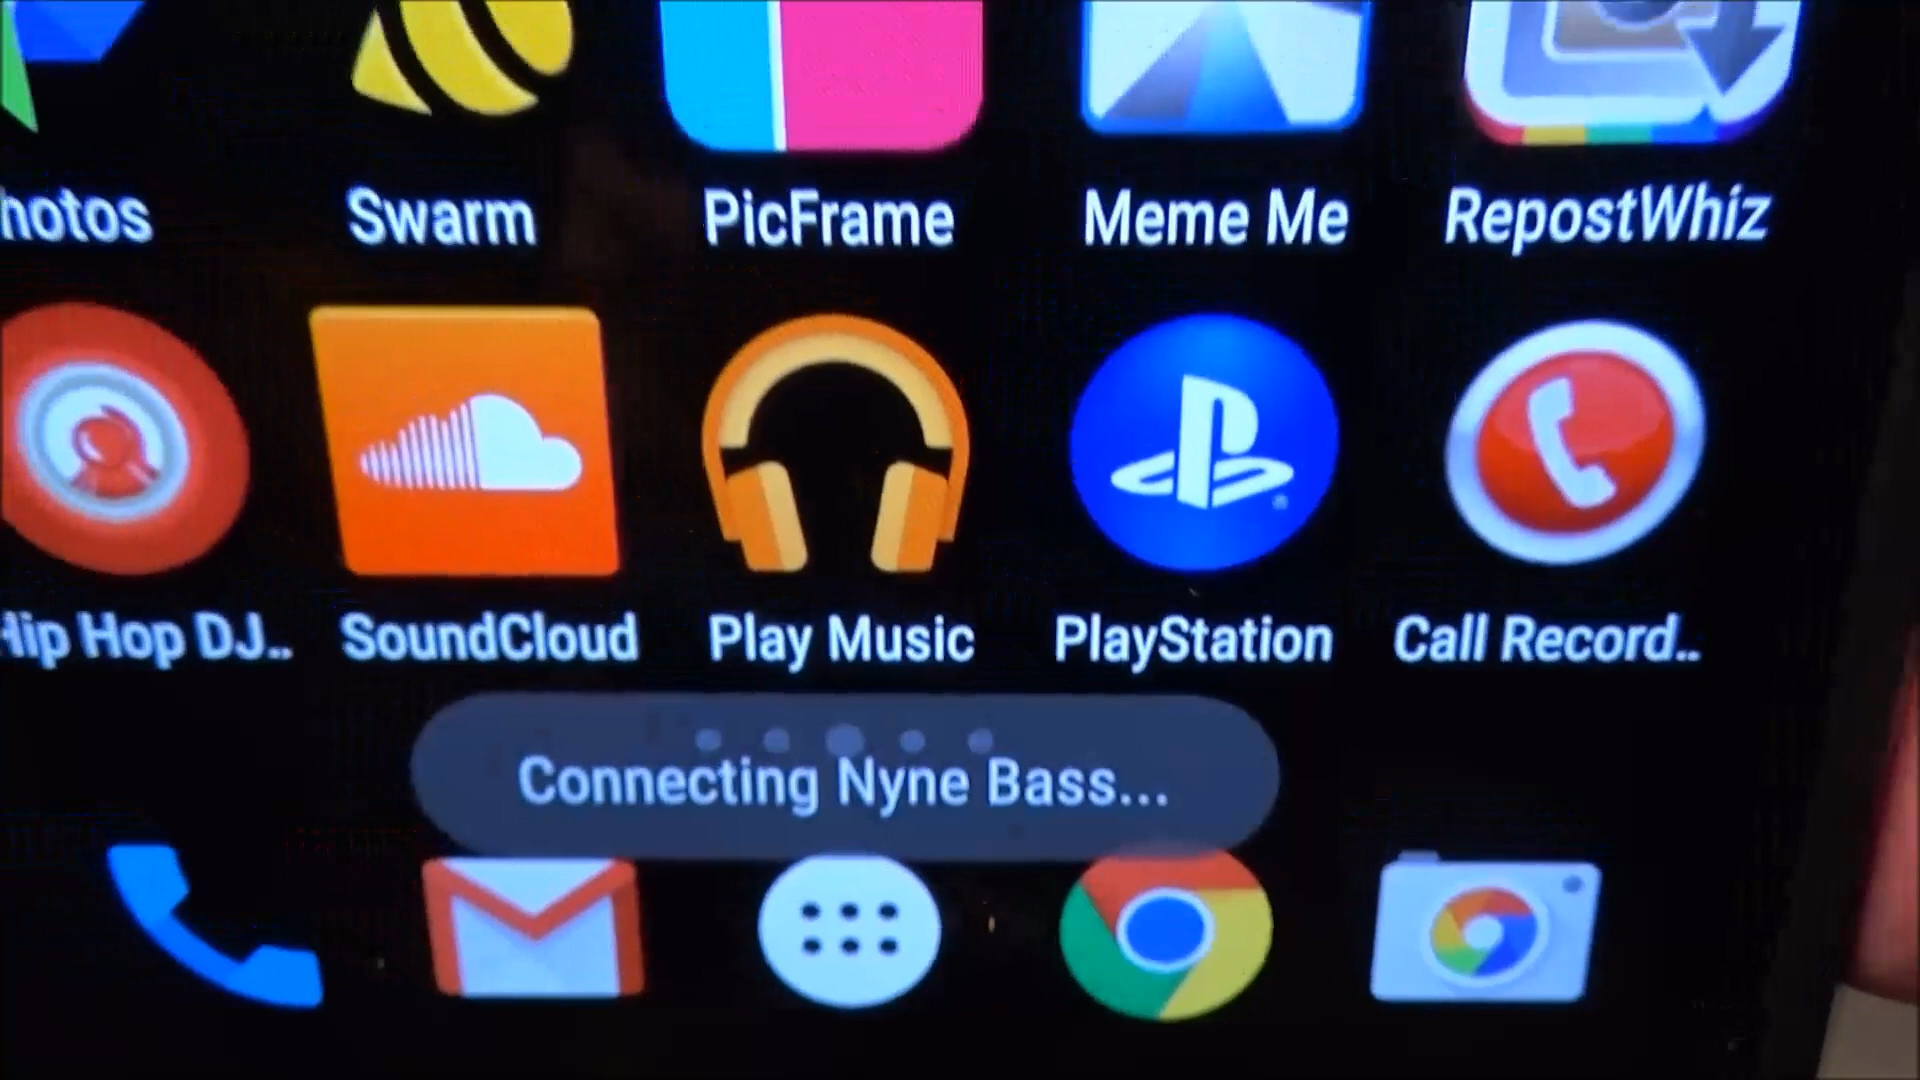 hotos
Swarm
PicFrame
Meme Me
RepostWhiz
Hip Hop DJ..
SoundCloud
Play Music
PlayStation
Call Record..
Connecting Nyne Bass...